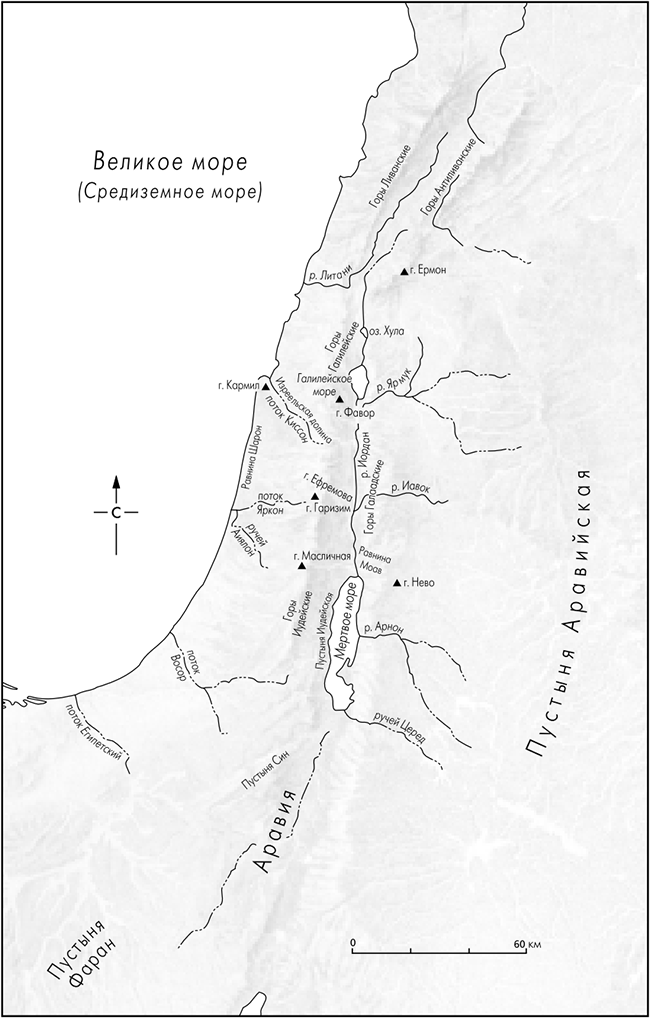 Великое море
(Средиземное море)
Горы Ливанские
Горы Антиливанские
р. Литани
г. Ермон
Горы
Галилейские
оз. Хула
г. Кармил
Изреельская долина
поток Киссон
Галилейское
море
г. Фавор
р. Ярмук
Равнина Шарон
р. Иордан
г. Ефремова
г. Гаризим
поток
Яркон
ручей
Аиялон
Горы Галаадские
р. Иавок
С
г. Масличная
Равнина
Моав
г. Нево
Горы
Иудейские
Пустыня Иудейская
Мертвое море
р. Арнон
Пустыня Аравийская
поток
Восор
поток Египетский
ручей Церед
Пустыня Син
Аравия
Пустыня
Фаран
0
60 км